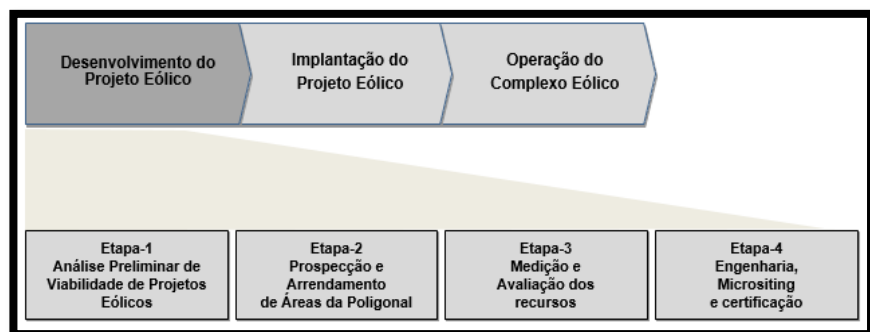 Desenvolvimento do
Projeto Eólico
Implantação do
Projeto Eólico
Operação do
Complexo Eólico
Etapa-1
Análise Preliminar de
Viabilidade de Projetos
Eólicos
Etapa-2
Prospecção e
Arrendamento
de Áreas da Poligonal
Etapa-3
Medição e
Avaliação dos
recursos
Etapa-4
Engenharia,
Micrositing
e certificação